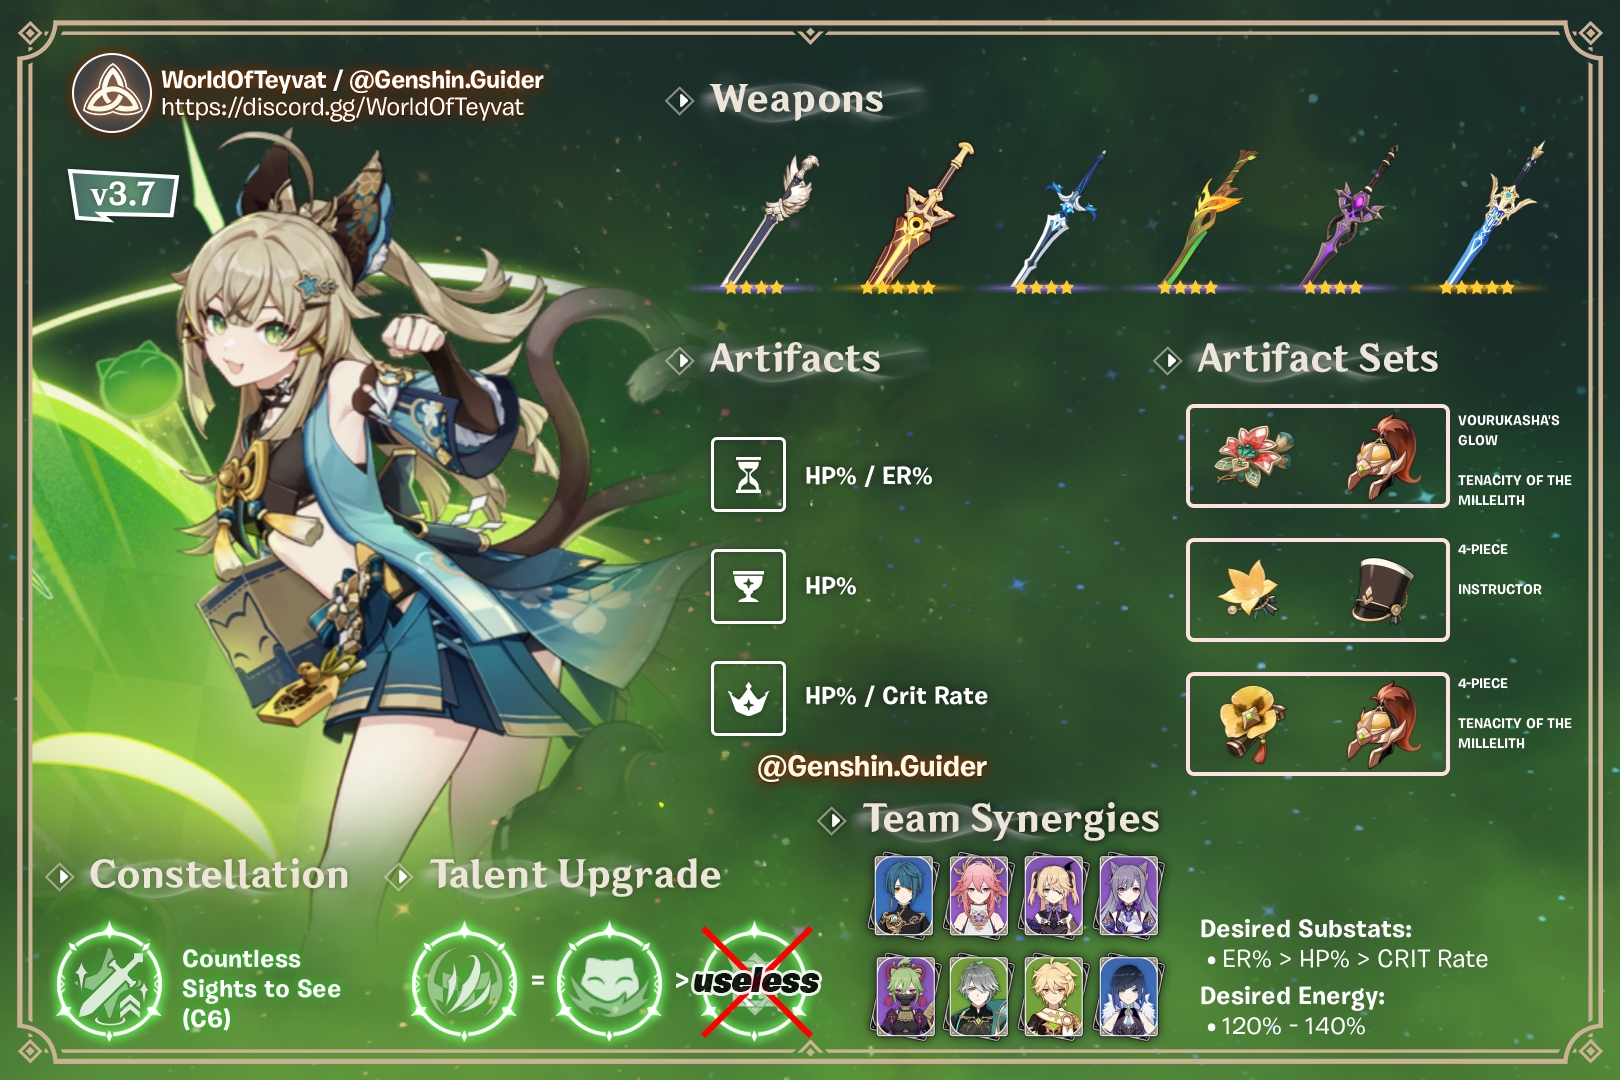 WorldOfTeyvat / @Genshin.Guider
https://discord.gg/WorldOfTeyvat
v3.7
Weapons
Artifacts
HP% / ER%
HP%
HP% / Crit Rate
@Genshin.Guider
Artifact Sets
VOURUKASHA'S
GLOW
TENACITY OF THE
MILLELITH
4-PIECE
INSTRUCTOR
4-PIECE
TENACITY OF THE
MILLELITH
Constellation
Countless
Sights to See
(C6)
Talent Upgrade
= > useless
Team Synergies
Desired Substats:
• ER% > HP% > CRIT Rate
Desired Energy:
• 120% - 140%